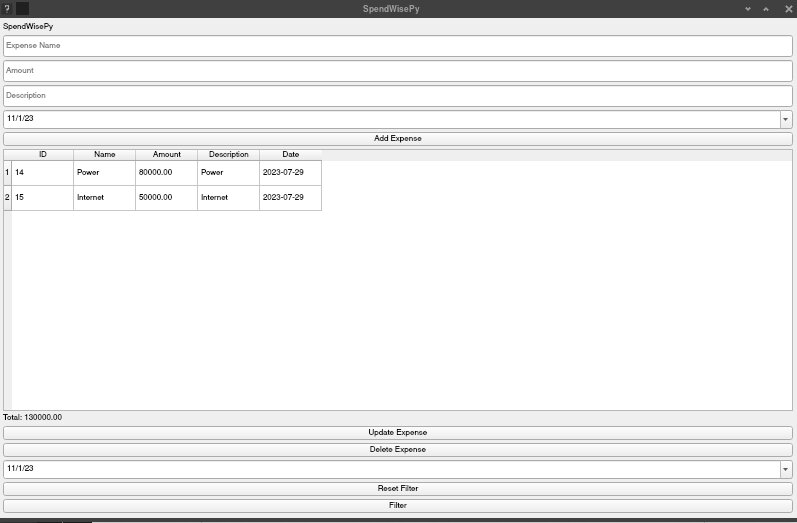 SpendWisePy
SpendWisePy
Expense Name
Amount
Description
11/1/23
Add Expense
ID Name Amount Description Date
1 14 Power 80000.00 Power 2023-07-29
2 15 Internet 50000.00 Internet 2023-07-29
Total: 130000.00
Update Expense
Delete Expense
11/1/23
Reset Filter
Filter